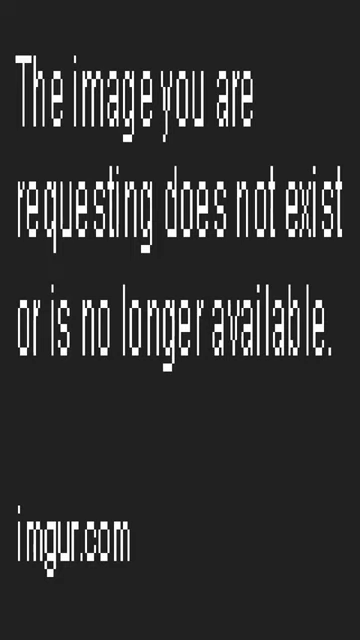 The image you are
requesting does not exist
or is no longer available.
imgur.com